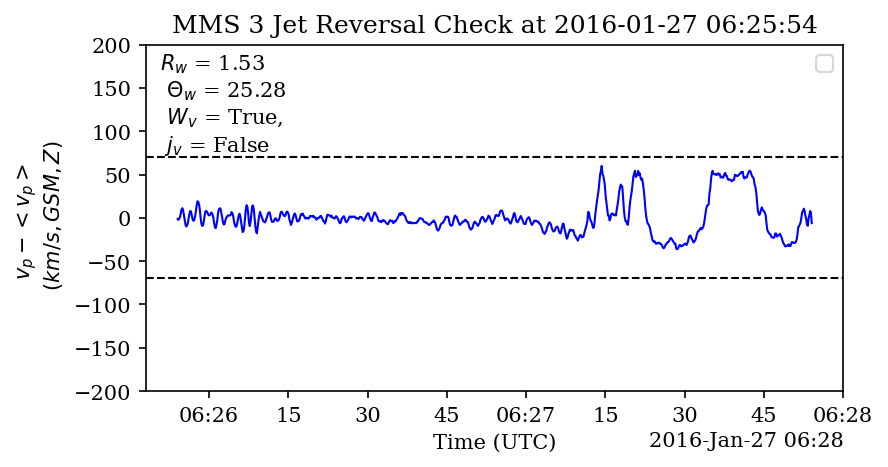 MMS 3 Jet Reversal Check at 2016-01-27 06:25:54
200
150
100
50
0
−50
−100
−150
−200
R_w = 1.53
Θ_w = 25.28
W_v = True,
j_v = False
v_p − < v_p >
(km/s, GSM, Z)
06:26 15 30 45 06:27 15 30 45 06:28
Time (UTC)
2016-Jan-27 06:28